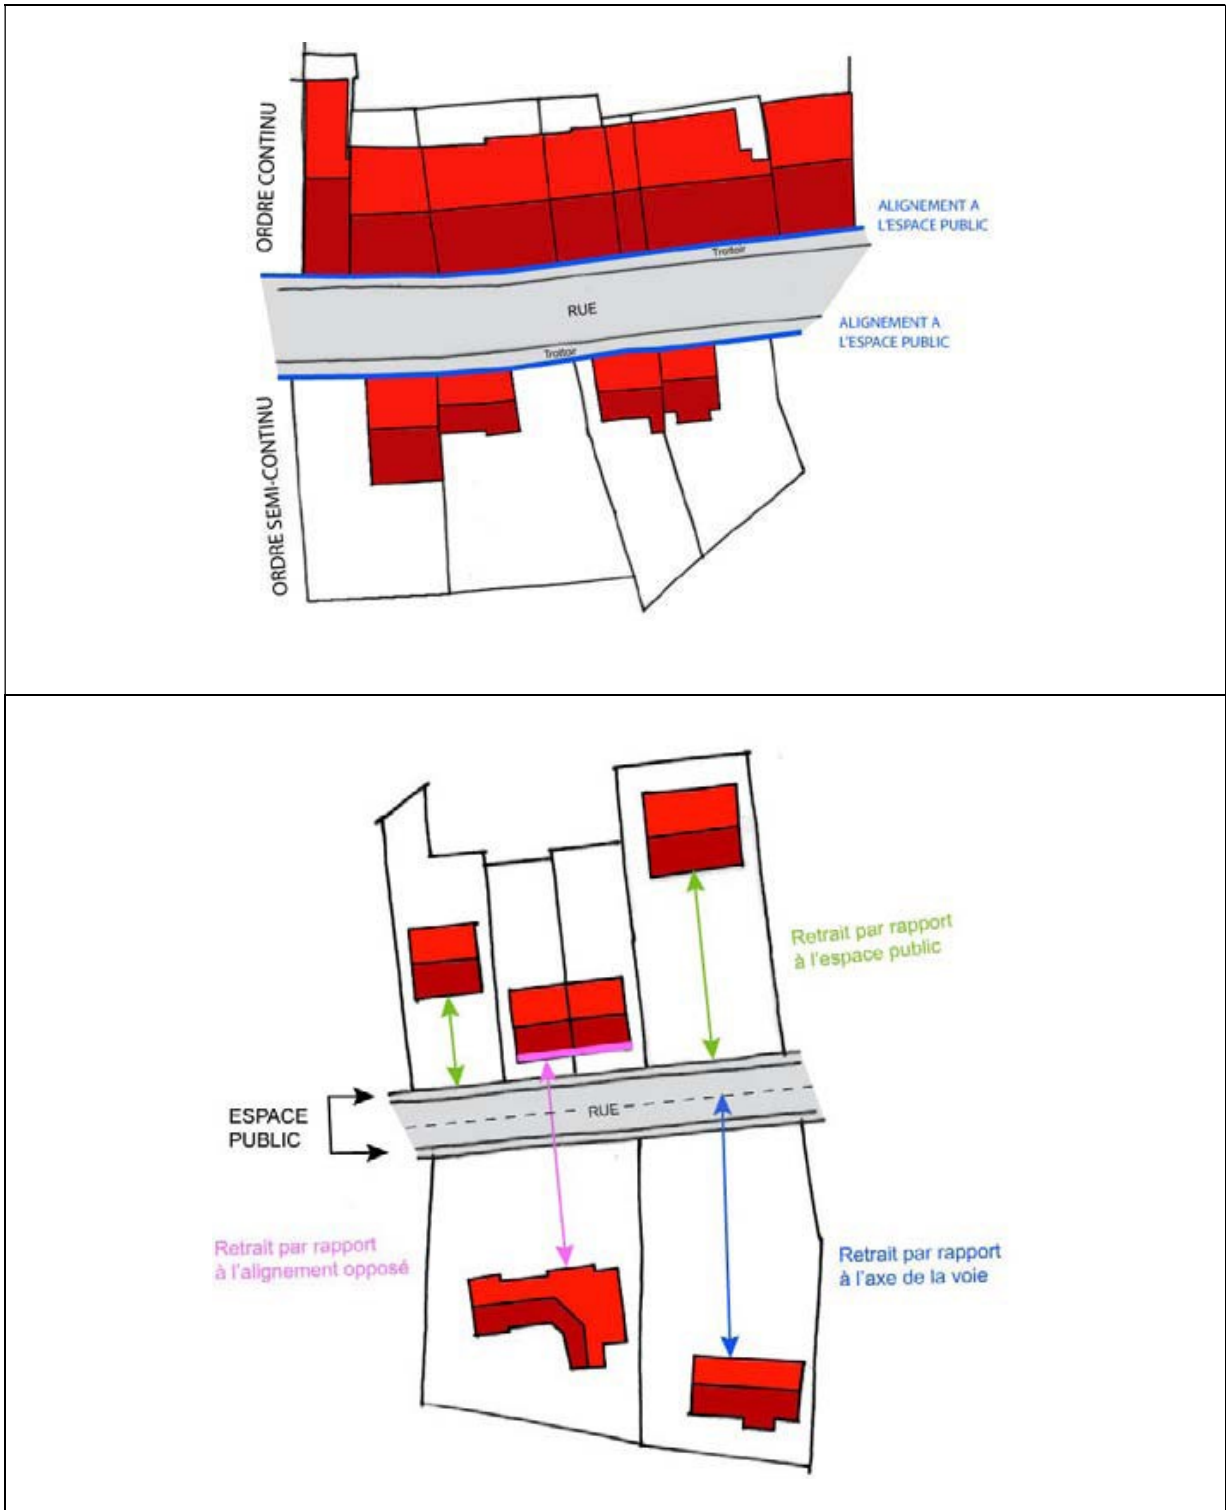 ORDRE CONTINU
ALIGNEMENT A
L'ESPACE PUBLIC
Trottoir
RUE
ALIGNEMENT A
L'ESPACE PUBLIC
Trottoir
ORDRE SEMI-CONTINU
Retrait par rapport
à l'espace public
ESPACE
PUBLIC
RUE
Retrait par rapport
à l'alignement opposé
Retrait par rapport
à l'axe de la voie